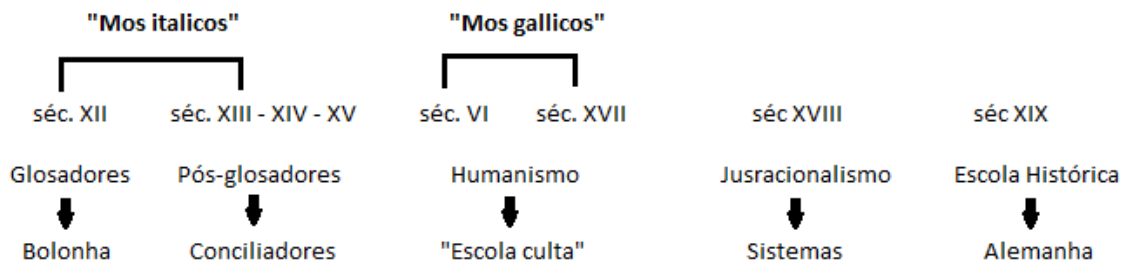 "Mos italicos" "Mos gallicos"
séc. XII séc. XIII - XIV - XV séc. VI séc. XVII séc XVIII séc XIX
Glosadores Pós-glosadores Humanismo Jusracionalismo Escola Histórica
Bolonha Conciliadores "Escola culta" Sistemas Alemanha